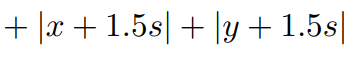 + |x + 1.5s| + |y + 1.5s|